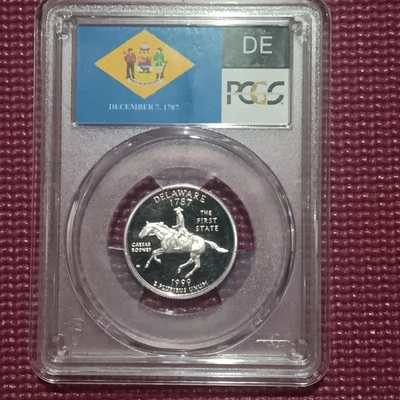 DE
PCGS
DECEMBER 7, 1787
DELAWARE
1787
THE
FIRST
STATE
CAESAR
RODNEY
1999
E PLURIBUS UNUM